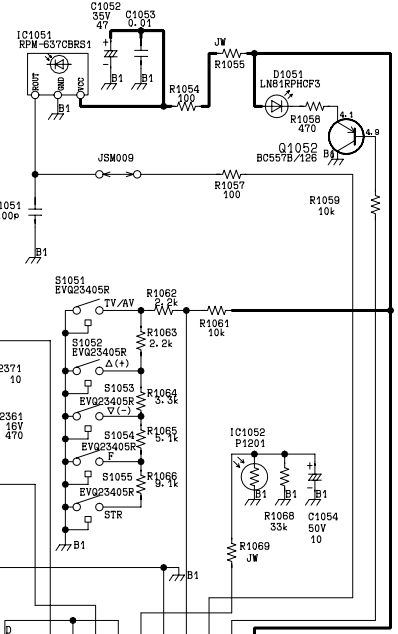 C1052
35V
47
C1053
0.01
IC1051
RPM-637CBRS1
+
-
B1
B1
ROUT
GND
VCC
B1
R1054
100
JW
R1055
D1051
LN81RPHCF3
R1058
470
4.1
4.9
Q1052
BC557B/126
B1
JSM009
R1057
100
1051
00p
B1
R1059
10k
S1051
EVQ23405R
TV/AV
R1062
2.2k
R1061
10k
S1052
EVQ23405R
△(+)
R1063
2.2k
2371
10
S1053
EVQ23405R
▽(-)
R1064
3.3k
2361
16V
470
S1054
EVQ23405R
F
R1065
5.1k
S1055
EVQ23405R
STR
R1066
9.1k
B1
IC1052
P1201
+
B1
B1
B1
R1068
33k
C1054
50V
10
R1069
JW
B1
D